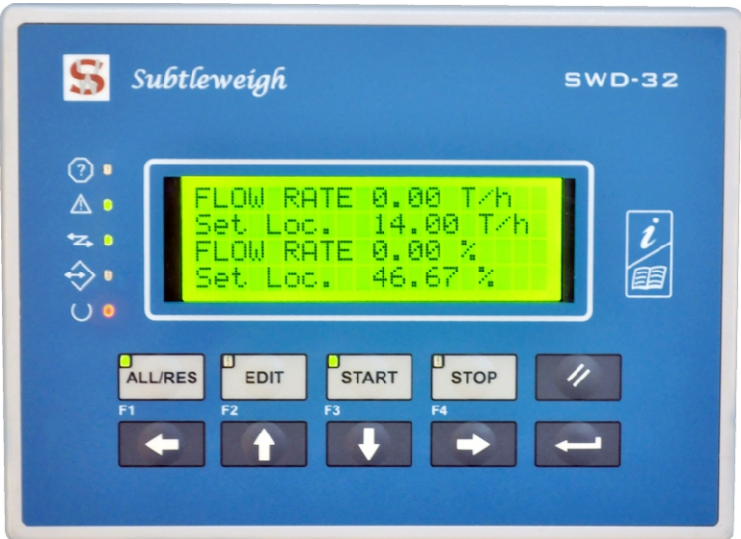 Subtleweigh
SWD-32
FLOW RATE 0.00 T/h
Set Loc. 14.00 T/h
FLOW RATE 0.00 %
Set Loc. 46.67 %
ALL/RES
EDIT
START
STOP
F1
F2
F3
F4